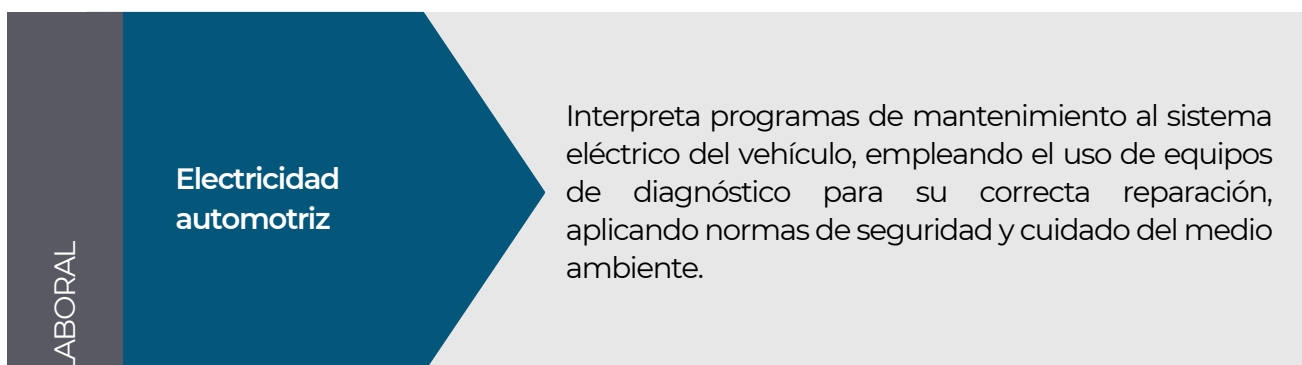 ABORAL
Electricidad
automotriz
Interpreta programas de mantenimiento al sistema
eléctrico del vehículo, empleando el uso de equipos
de diagnóstico para su correcta reparación,
aplicando normas de seguridad y cuidado del medio
ambiente.